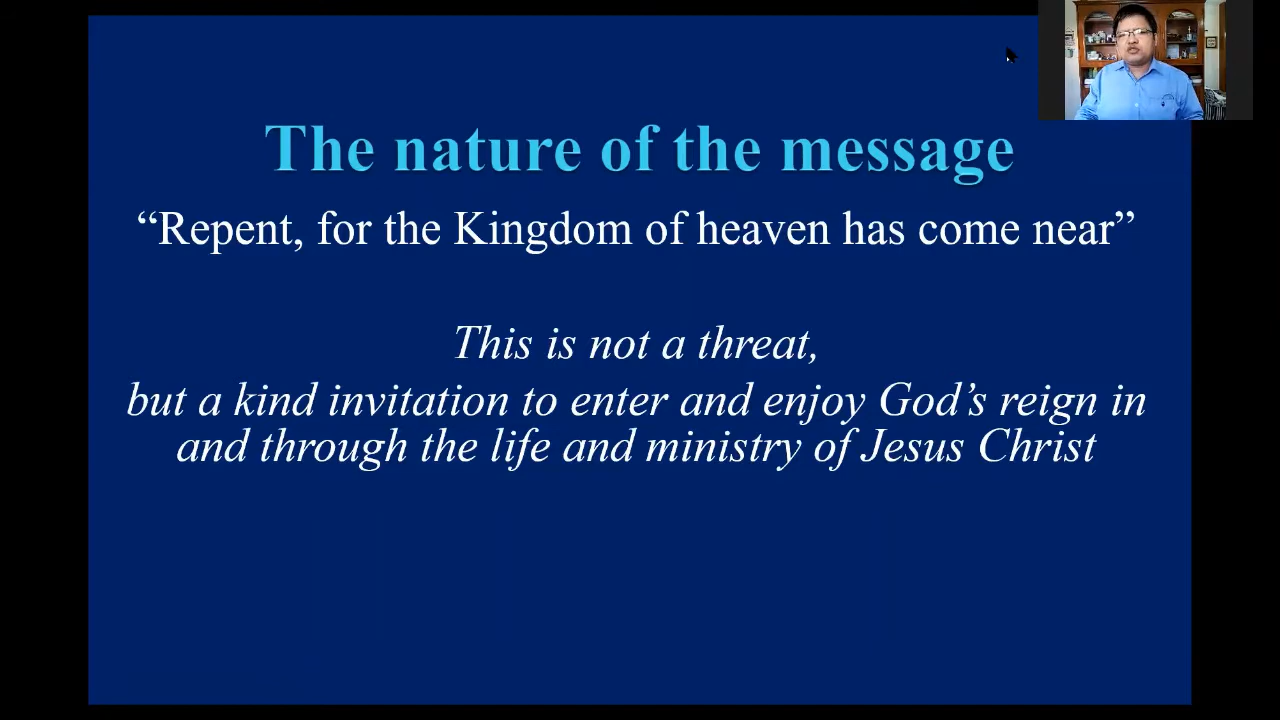 The nature of the message
“Repent, for the Kingdom of heaven has come near”
This is not a threat,
but a kind invitation to enter and enjoy God’s reign in
and through the life and ministry of Jesus Christ